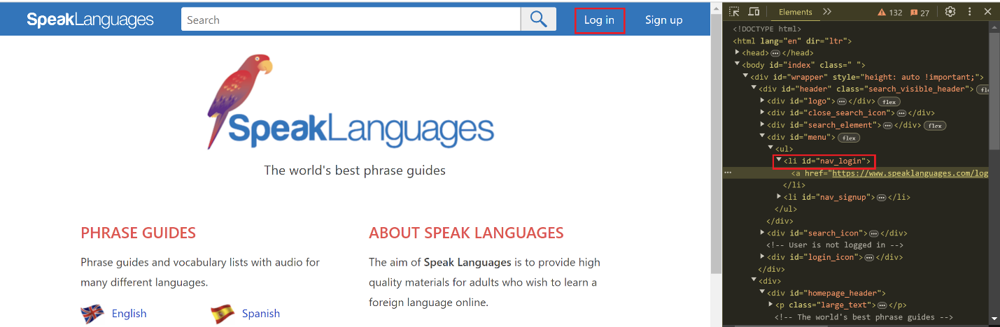 SpeakLanguages Search Log in Sign up
SpeakLanguages
The world's best phrase guides
PHRASE GUIDES
Phrase guides and vocabulary lists with audio for
many different languages.
English Spanish
ABOUT SPEAK LANGUAGES
The aim of Speak Languages is to provide high
quality materials for adults who wish to learn a
foreign language online.
Elements 132 27
<!DOCTYPE html>
<html lang="en" dir="ltr">
<head> ••• </head>
<body id="index" class=" ">
<div id="wrapper" style="height: auto !important;">
<div id="header" class="search_visible_header">
<div id="logo"> ••• </div> flex
<div id="close_search_icon"> ••• </div>
<div id="search_element"> ••• </div> flex
<div id="menu"> flex
<ul>
<li id="nav_login">
<a href="https://www.speaklanguages.com/log
</li>
<li id="nav_signup"> ••• </li>
</ul>
</div>
<div id="search_icon"> ••• </div>
<!-- User is not logged in -->
<div id="login_icon"> ••• </div>
</div>
<div>
<div id="homepage_header">
<p class="large_text"> ••• </p>
<!-- The world's best phrase guides -->